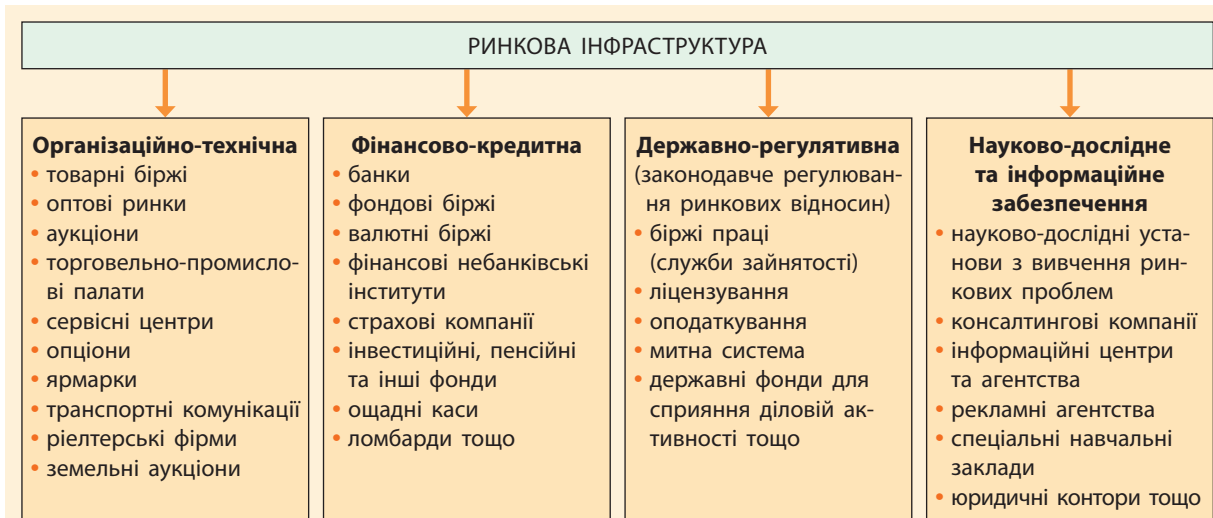 РИНКОВА ІНФРАСТРУКТУРА
Організаційно-технічна
• товарні біржі
• оптові ринки
• аукціони
• торговельно-промисло-
ві палати
• сервісні центри
• опціони
• ярмарки
• транспортні комунікації
• ріелтерські фірми
• земельні аукціони
Фінансово-кредитна
• банки
• фондові біржі
• валютні біржі
• фінансові небанківські
інститути
• страхові компанії
• інвестиційні, пенсійні
та інші фонди
• ощадні каси
• ломбарди тощо
Державно-регулятивна
(законодавче регулюван-
ня ринкових відносин)
• біржі праці
(служби зайнятості)
• ліцензування
• оподаткування
• митна система
• державні фонди для
сприяння діловій ак-
тивності тощо
Науково-дослідне
та інформаційне
забезпечення
• науково-дослідні уста-
нови з вивчення рин-
кових проблем
• консалтингові компанії
• інформаційні центри
та агентства
• рекламні агентства
• спеціальні навчальні
заклади
• юридичні контори тощо